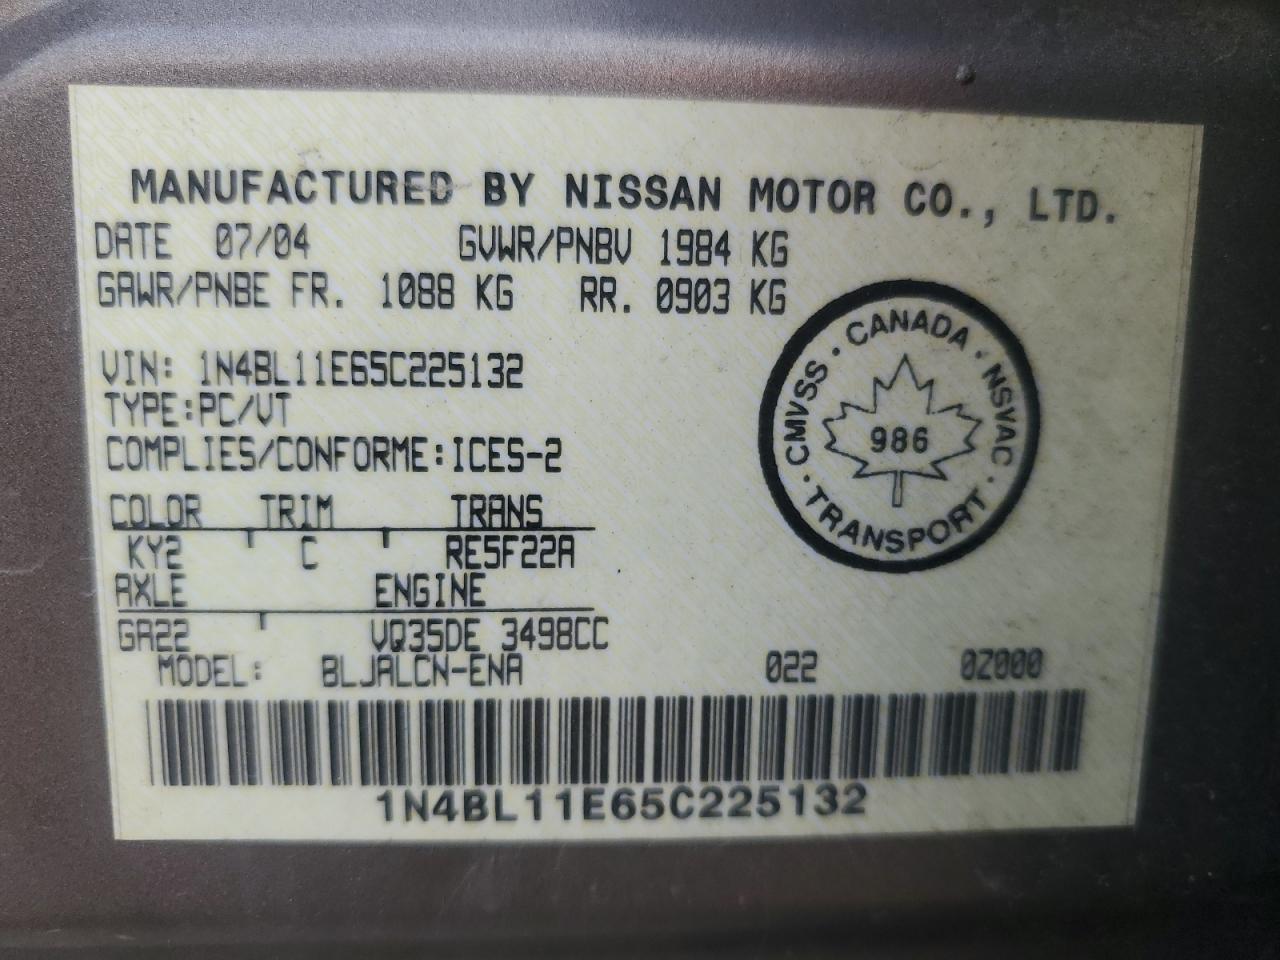 MANUFACTURED BY NISSAN MOTOR CO., LTD.
DATE 07/04 GVWR/PNBV 1984 KG
GAWR/PNBE FR. 1088 KG RR. 0903 KG
VIN: 1N4BL11E65C225132
TYPE:PC/VT
COMPLIES/CONFORME:ICES-2
COLOR TRIM TRANS
KY2 C RE5F22A
AXLE ENGINE
GA22 VQ35DE 3498CC
MODEL: BLJALCN-ENA 022 0Z000
1N4BL11E65C225132
CMVSS · CANADA · NSVAC
986
· TRANSPORT ·